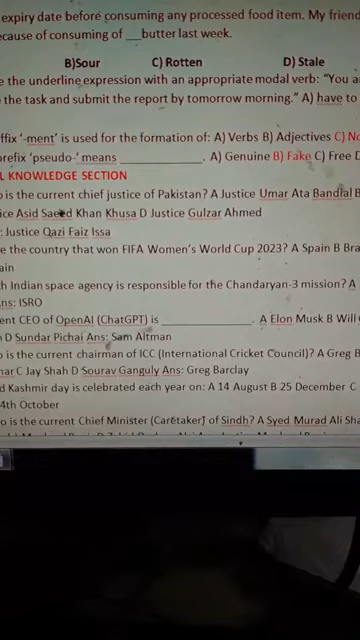 expiry date before consuming any processed food item. My friend
ecause of consuming of __butter last week.
B)Sour C) Rotten D) Stale
e the underline expression with an appropriate modal verb: "You a
the task and submit the report by tomorrow morning." A) have to
ffix '-ment' is used for the formation of: A) Verbs B) Adjectives C) No
prefix 'pseudo-' means ____________. A) Genuine B) Fake C) Free D
L KNOWLEDGE SECTION
o is the current chief justice of Pakistan? A Justice Umar Ata Bandial B
ice Asid Saeed Khan Khusa D Justice Gulzar Ahmed
: Justice Qazi Faiz Issa
e the country that won FIFA Women's World Cup 2023? A Spain B Bra
ain
h Indian space agency is responsible for the Chandaryan-3 mission? A
Ans: ISRO
ent CEO of OpenAI (ChatGPT) is ____________. A Elon Musk B Will
n D Sundar Pichai Ans: Sam Altman
o is the current chairman of ICC (International Cricket Council)? A Greg B
har C Jay Shah D Sourav Ganguly Ans: Greg Barclay
d Kashmir day is celebrated each year on: A 14 August B 25 December C
4th October
o is the current Chief Minister (Caretaker) of Sindh? A Syed Murad Ali Sha